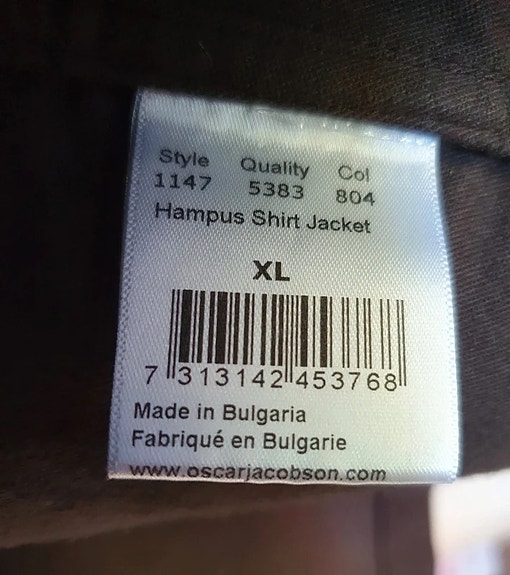 Style Quality Col
1147 5383 804
Hampus Shirt Jacket
XL
7 313142 453768
Made in Bulgaria
Fabriqué en Bulgarie
www.oscarjacobson.com